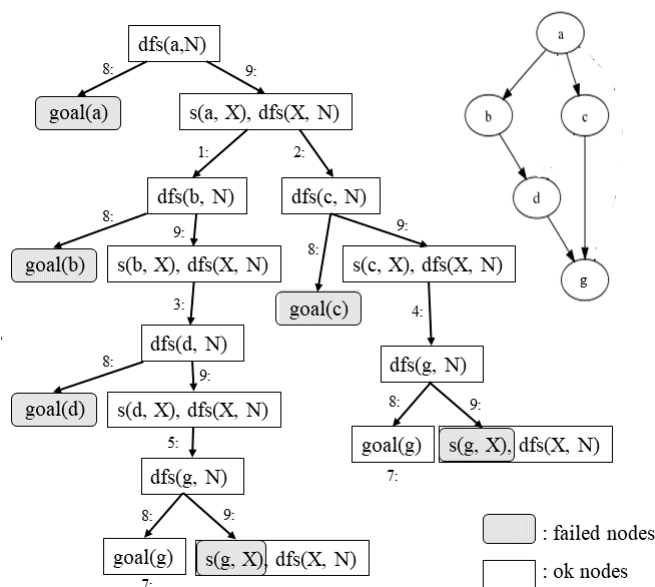 dfs(a,N)
8:
9:
goal(a)
s(a, X), dfs(X, N)
1:
2:
dfs(b, N)
dfs(c, N)
8:
9:
8:
9:
goal(b)
s(b, X), dfs(X, N)
goal(c)
s(c, X), dfs(X, N)
3:
4:
dfs(d, N)
dfs(g, N)
8:
9:
8:
9:
goal(d)
s(d, X), dfs(X, N)
goal(g)
s(g, X), dfs(X, N)
7:
5:
dfs(g, N)
8:
9:
goal(g)
s(g, X), dfs(X, N)
7:
a
b
c
d
g
: failed nodes
: ok nodes